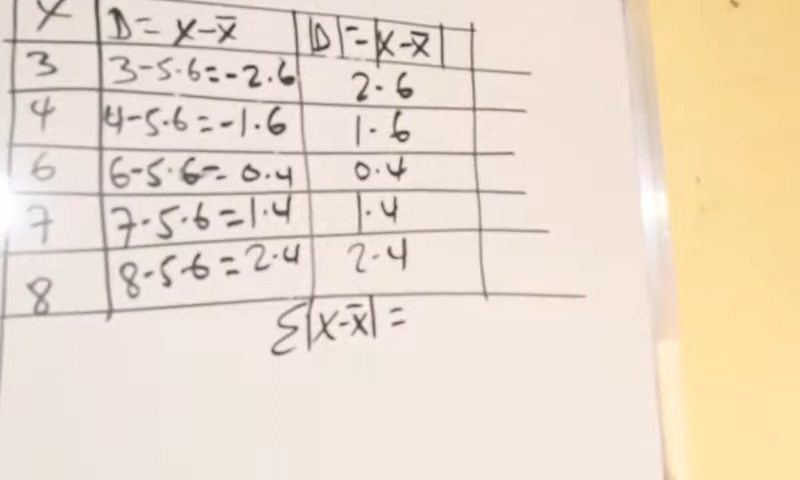 X D = X-x̄ |D| = |X-x̄|
3 3-5.6=-2.6 2.6
4 4-5.6=-1.6 1.6
6 6-5.6= 0.4 0.4
7 7-5.6=1.4 1.4
8 8-5.6=2.4 2.4
Σ|X-x̄| =